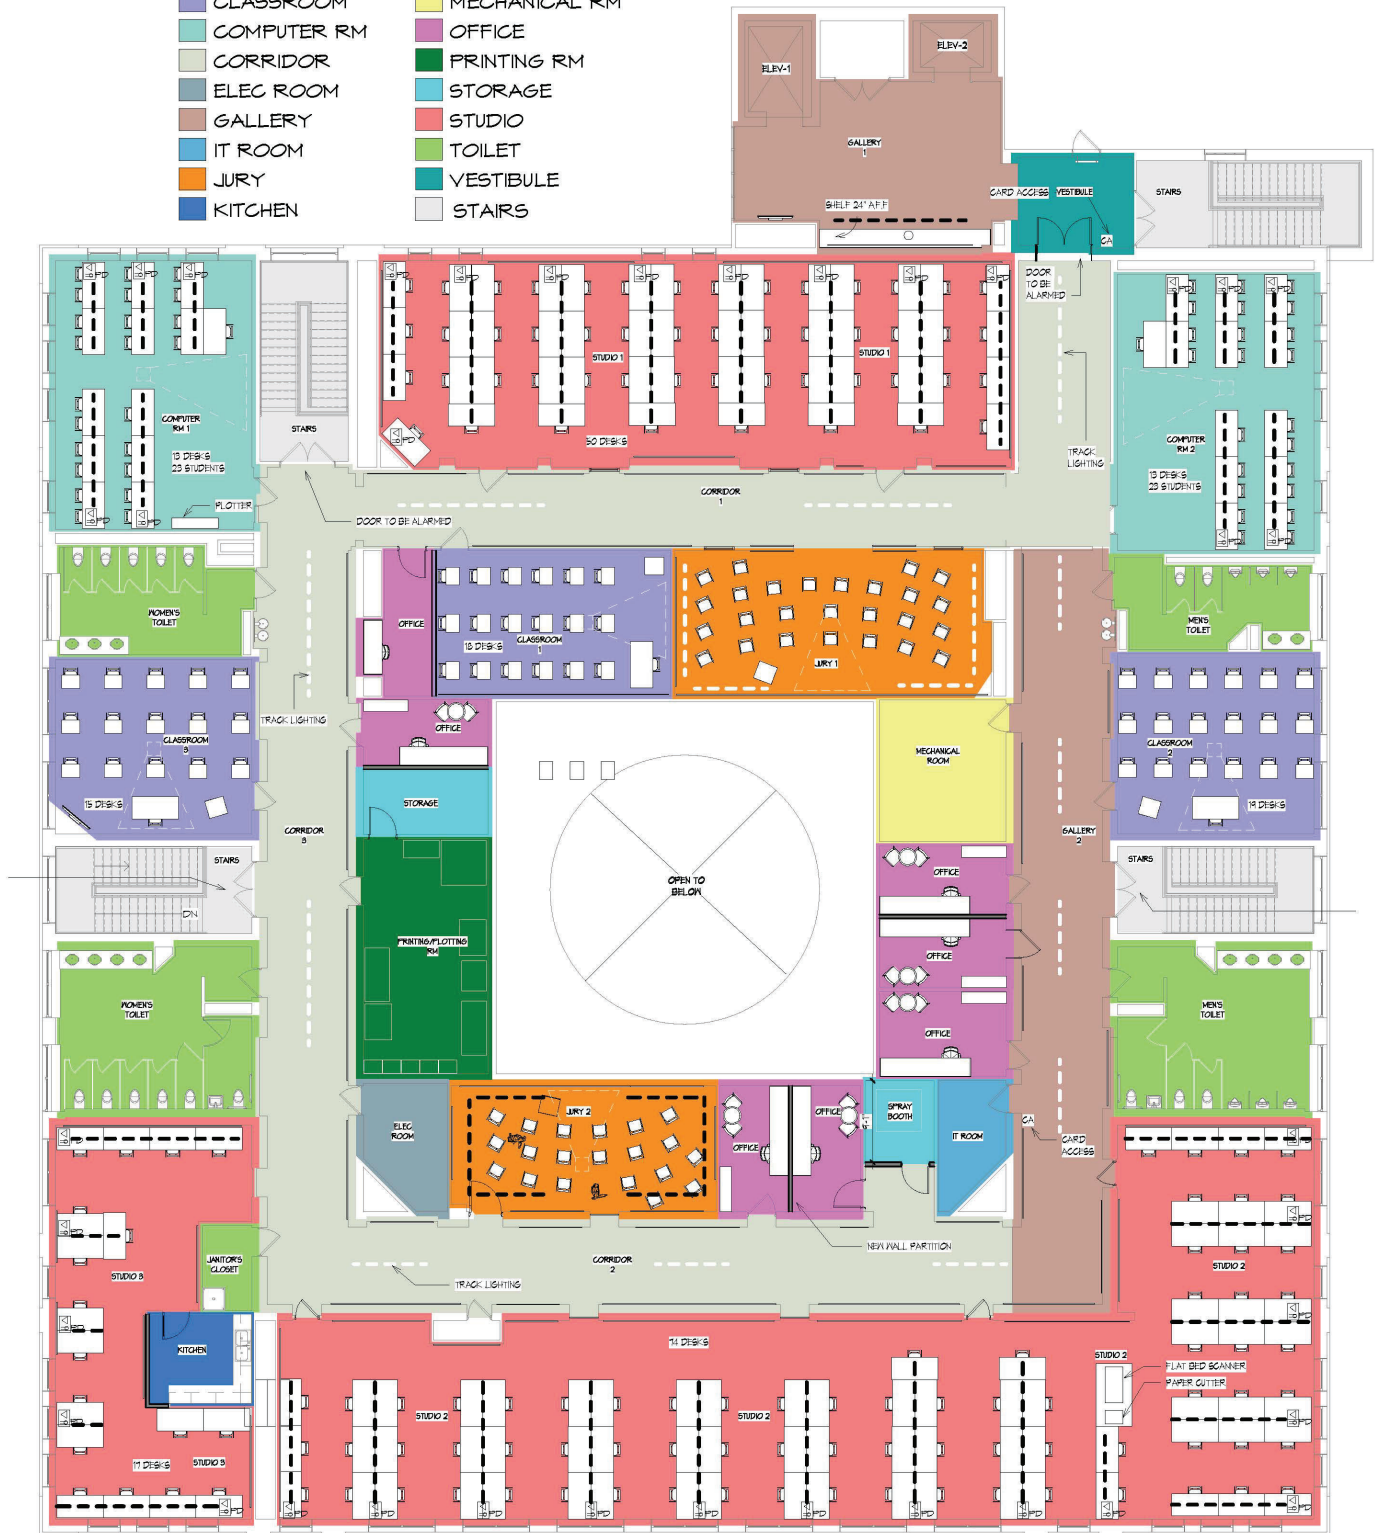 CLASSROOM
MECHANICAL RM
COMPUTER RM
OFFICE
CORRIDOR
PRINTING RM
ELEC ROOM
STORAGE
GALLERY
STUDIO
IT ROOM
TOILET
JURY
VESTIBULE
KITCHEN
STAIRS
ELEV-1
ELEV-2
GALLERY
1
SHELF 24" A.F.F
CARD ACCESS
VESTIBULE
STAIRS
CA
DOOR
TO BE
ALARMED
STUDIO 1
STUDIO 1
50 DESKS
STAIRS
COMPUTER
RM 1
13 DESKS
23 STUDENTS
PLOTTER
COMPUTER
RM 2
13 DESKS
23 STUDENTS
TRACK
LIGHTING
CORRIDOR
1
DOOR TO BE ALARMED
WOMEN'S
TOILET
OFFICE
18 DESKS
CLASSROOM
1
JURY 1
MEN'S
TOILET
TRACK LIGHTING
OFFICE
CLASSROOM
3
15 DESKS
MECHANICAL
ROOM
CLASSROOM
2
19 DESKS
STORAGE
CORRIDOR
3
GALLERY
2
STAIRS
DN
OPEN TO
BELOW
OFFICE
STAIRS
PRINTING/PLOTTING
RM
OFFICE
WOMEN'S
TOILET
OFFICE
MEN'S
TOILET
ELEC
ROOM
JURY 2
OFFICE
OFFICE
SPRAY
BOOTH
IT ROOM
CA
CARD
ACCESS
NEW WALL PARTITION
JANITOR'S
CLOSET
STUDIO 3
CORRIDOR
2
TRACK LIGHTING
STUDIO 2
KITCHEN
74 DESKS
STUDIO 2
FLAT BED SCANNER
PAPER CUTTER
STUDIO 2
STUDIO 2
17 DESKS
STUDIO 3